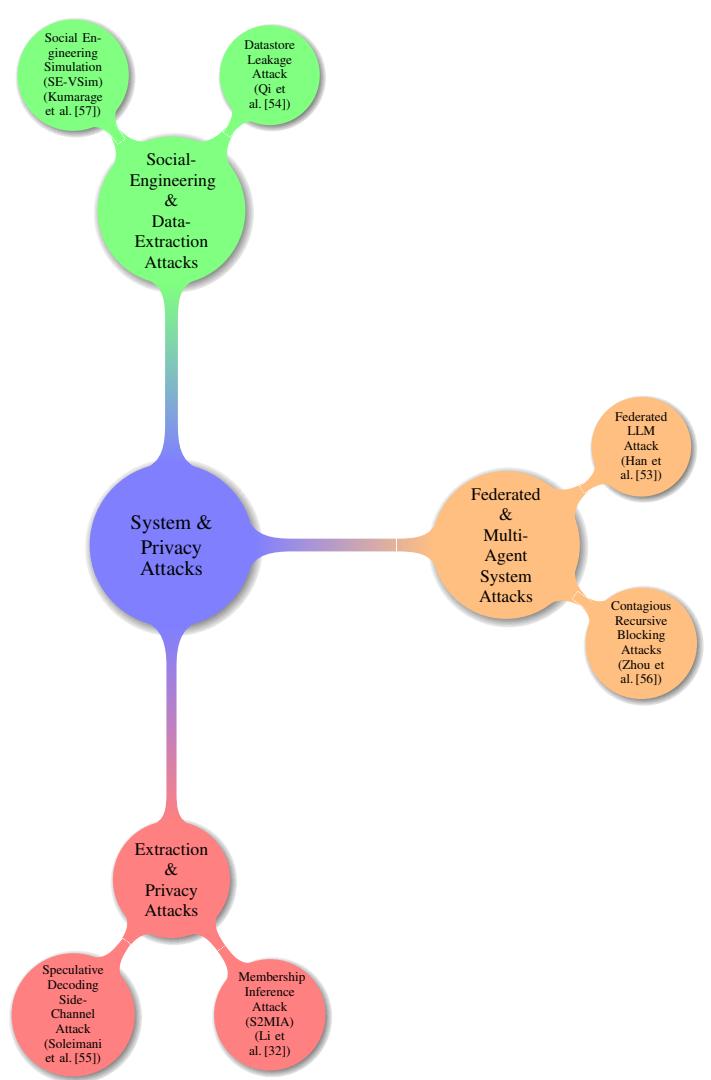 Social En-
gineering
Simulation
(SE-VSim)
(Kumarage
et al. [57])
Datastore
Leakage
Attack
(Qi et
al. [54])
Social-
Engineering
&
Data-
Extraction
Attacks
Federated
LLM
Attack
(Han et
al. [53])
System &
Privacy
Attacks
Federated
&
Multi-
Agent
System
Attacks
Contagious
Recursive
Blocking
Attacks
(Zhou et
al. [56])
Extraction
&
Privacy
Attacks
Speculative
Decoding
Side-
Channel
Attack
(Soleimani
et al. [55])
Membership
Inference
Attack
(S2MIA)
(Li et
al. [32])